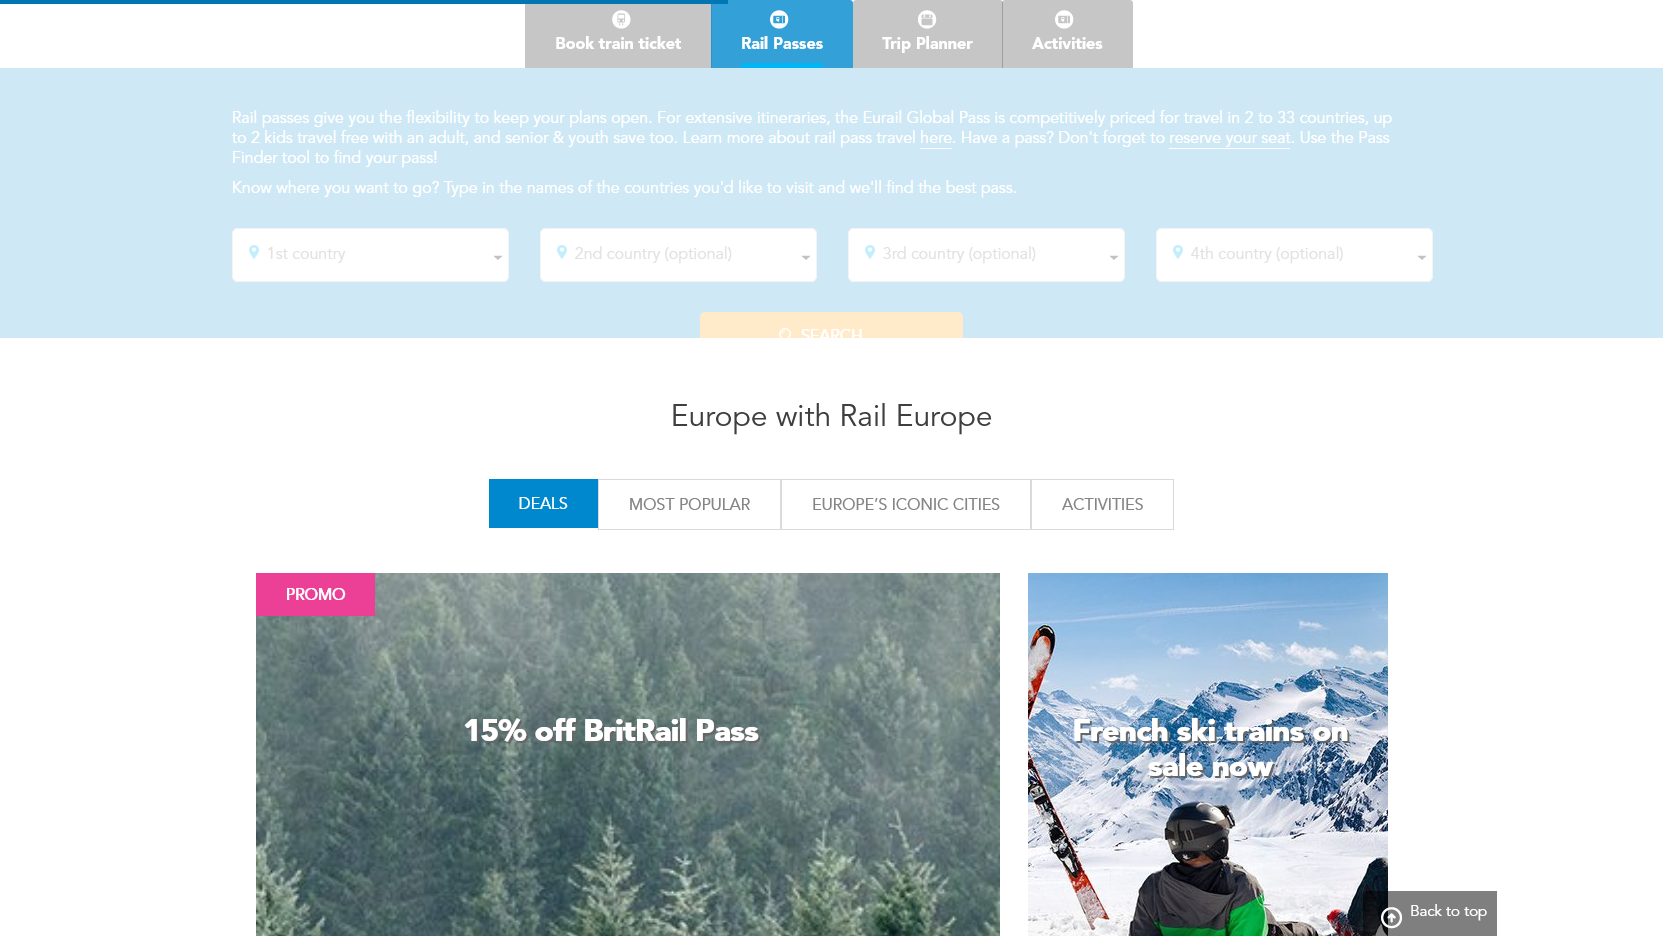 Book train ticket
Rail Passes
Trip Planner
Activities
Rail passes give you the flexibility to keep your plans open. For extensive itineraries, the Eurail Global Pass is competitively priced for travel in 2 to 33 countries, up
to 2 kids travel free with an adult, and senior & youth save too. Learn more about rail pass travel here. Have a pass? Don't forget to reserve your seat. Use the Pass
Finder tool to find your pass!
Know where you want to go? Type in the names of the countries you'd like to visit and we'll find the best pass.
1st country
2nd country (optional)
3rd country (optional)
4th country (optional)
SEARCH
Europe with Rail Europe
DEALS
MOST POPULAR
EUROPE'S ICONIC CITIES
ACTIVITIES
PROMO
15% off BritRail Pass
French ski trains on
sale now
Back to top